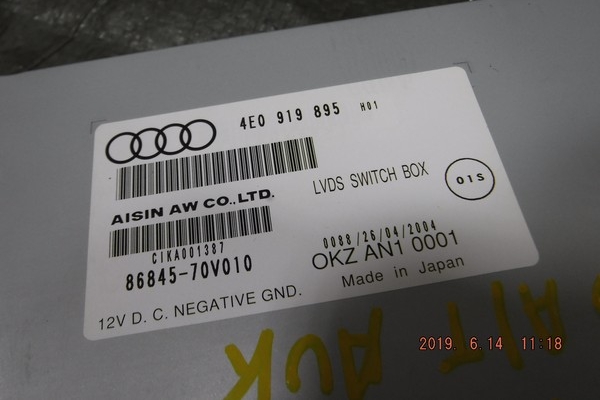 4E0 919 895 H01
LVDS SWITCH BOX
01S
AISIN AW CO.,LTD.
CIKA001387
86845-70V010
0088/26/04/2004
OKZ AN1 0001
Made in Japan
12V D. C. NEGATIVE GND.
A/T AUK
2019. 6.14 11:18